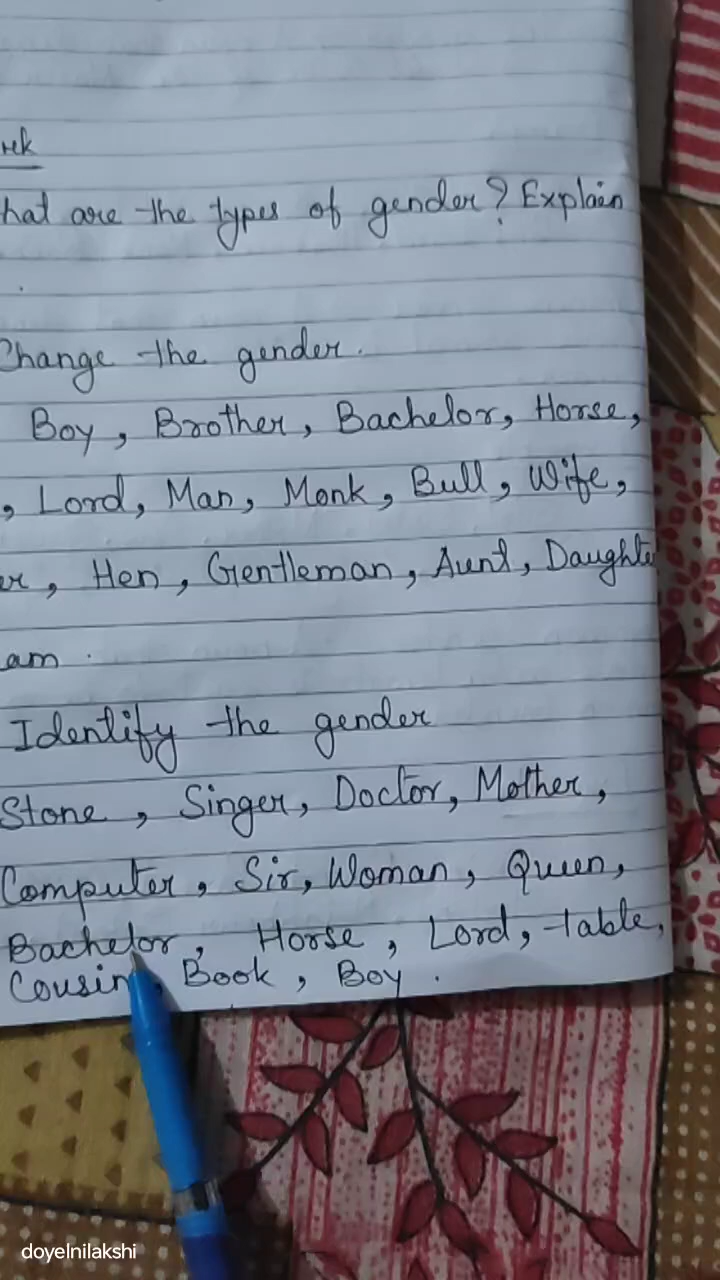 rk
hat are the types of gender? Explain
.
Change the gender.
Boy, Brother, Bachelor, Horse,
, Lord, Man, Monk, Bull, Wife,
er, Hen, Gentleman, Aunt, Daughte
am.
Identify the gender
Stone, Singer, Doctor, Mother,
Computer, Sir, Woman, Queen,
Bachelor, Horse, Lord, table,
Cousin, Book, Boy.
doyelnilakshi